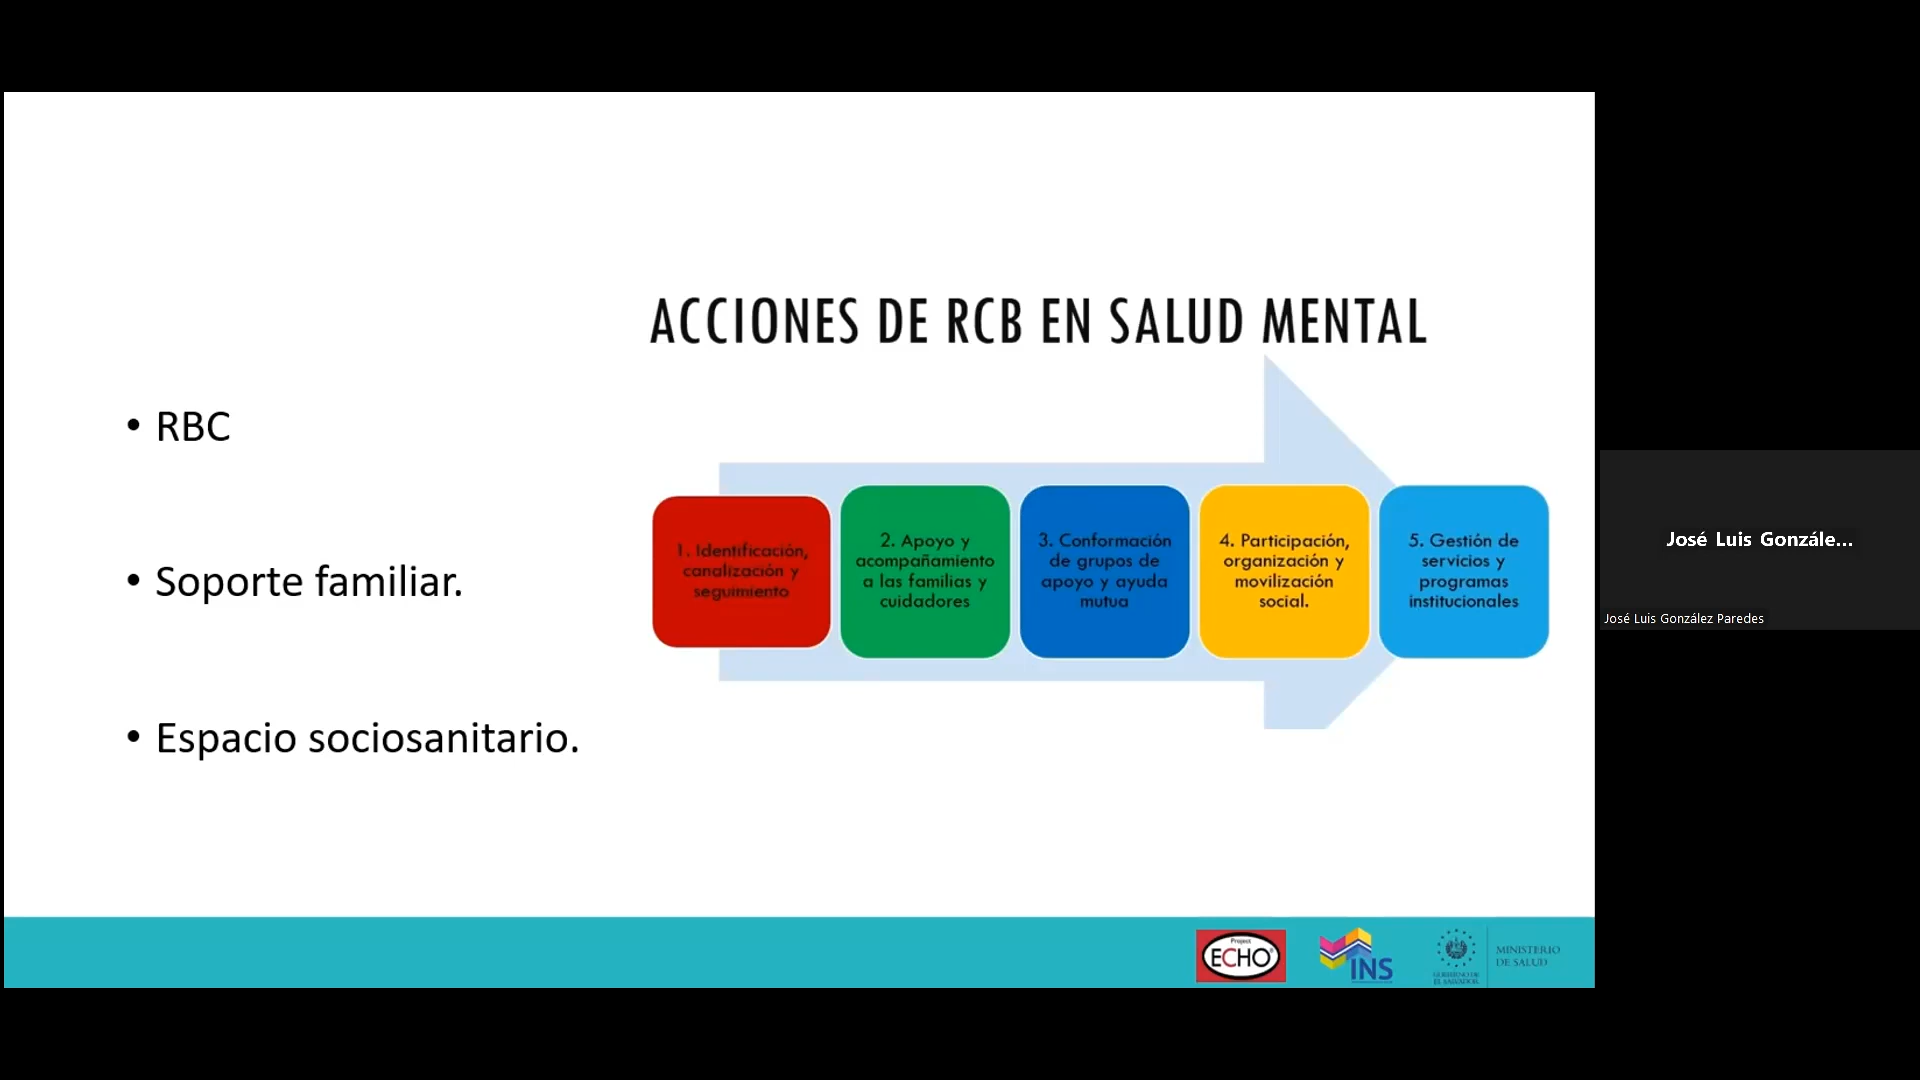 ACCIONES DE RCB EN SALUD MENTAL
• RBC
• Soporte familiar.
• Espacio sociosanitario.
1. Identificación,
canalización y
seguimiento
2. Apoyo y
acompañamiento
a las familias y
cuidadores
3. Conformación
de grupos de
apoyo y ayuda
mutua
4. Participación,
organización y
movilización
social.
5. Gestión de
servicios y
programas
institucionales
José Luis Gonzále...
José Luis González Paredes
Project
ECHO
INS
GOBIERNO DE
EL SALVADOR
MINISTERIO
DE SALUD